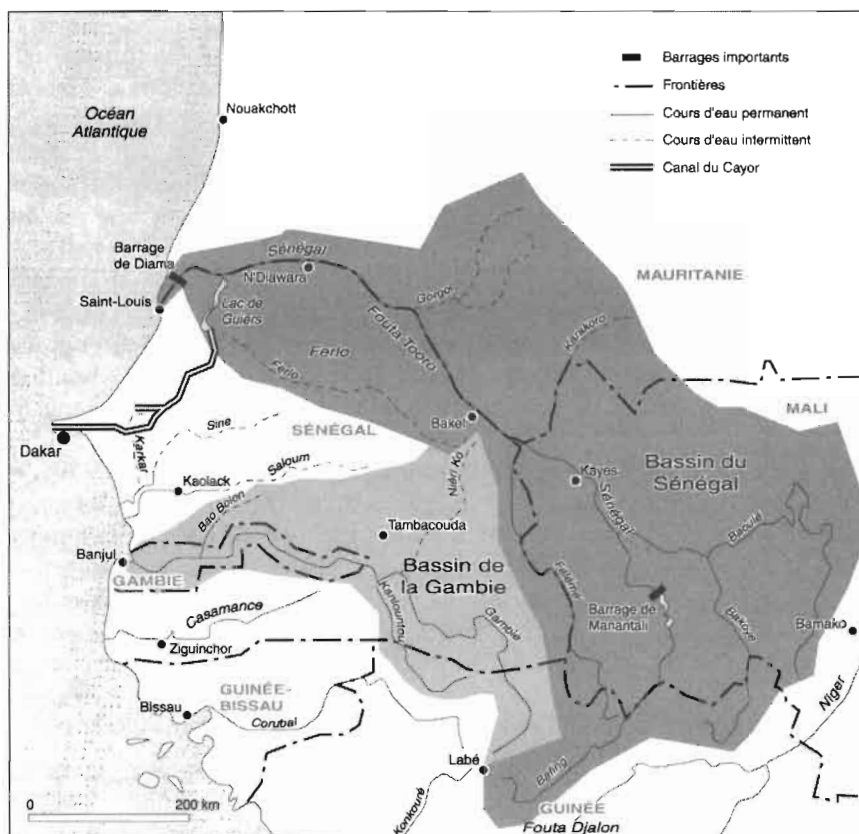 Barrages importants
Frontières
Cours d'eau permanent
Cours d'eau intermittent
Canal du Cayor
Océan
Atlantique
Nouakchott
Barrage
de Diama
Sénégal
N'Diawara
MAURITANIE
Gorgol
Saint-Louis
Lac de
Guiers
Fouta Tooro
Karakoro
Ferlo
Ferlo
MALI
Bakel
Dakar
Karkar
Sine
SÉNÉGAL
Saloum
Kaolack
Niéri Ko
Kayes
Bassin du
Sénégal
Sénégal
Bao Bolon
Tambacouda
Baoulé
Banjul
GAMBIE
Bassin de
la Gambie
Falémé
Kantountou
Gambie
Barrage de
Manantali
Bakoye
Bamako
Casamance
Ziguinchor
GUINÉE-
BISSAU
Bissau
Corubal
Niger
Labé
Bafing
Konkouré
GUINÉE
Fouta Djalon
0
200 km